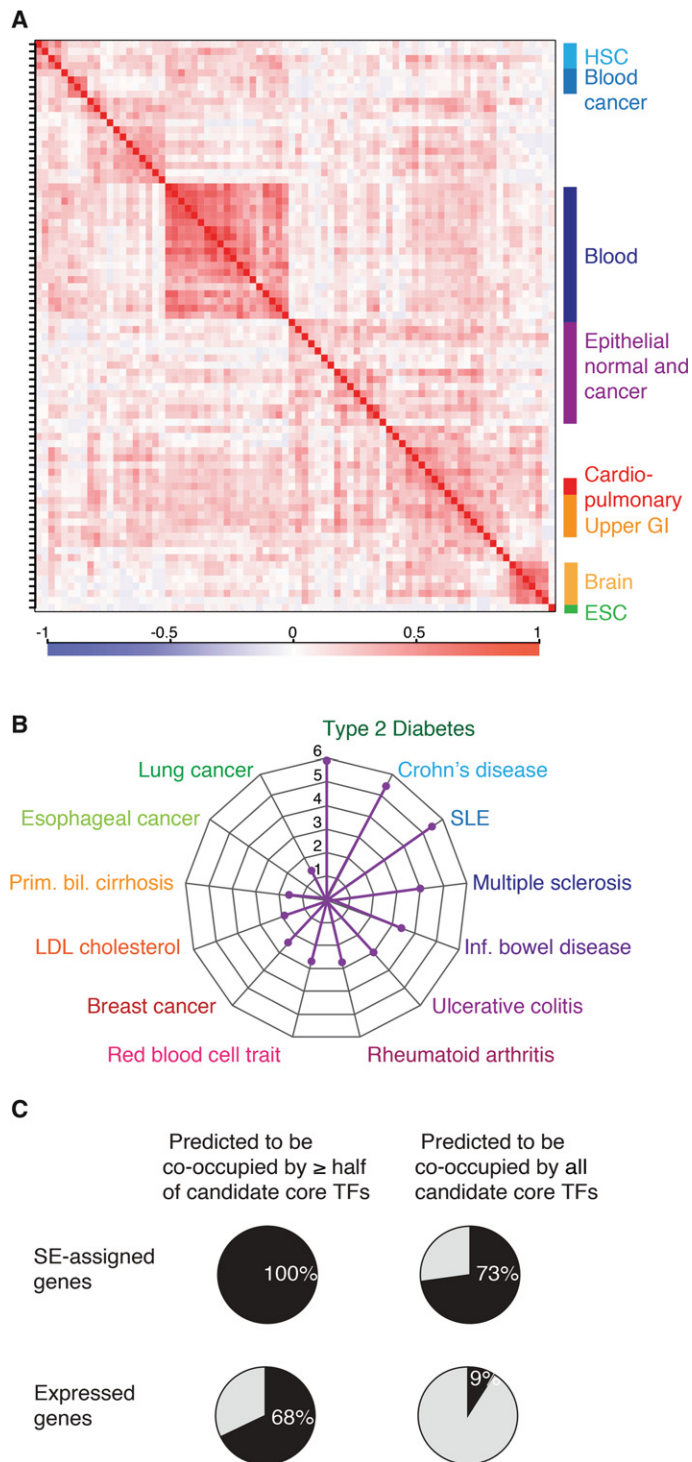 A
HSC
Blood
cancer
Blood
Epithelial
normal and
cancer
Cardio-
pulmonary
Upper GI
Brain
ESC
-1 -0.5 0 0.5 1
B
Type 2 Diabetes
Lung cancer
Crohn's disease
Esophageal cancer
SLE
Prim. bil. cirrhosis
Multiple sclerosis
LDL cholesterol
Inf. bowel disease
Breast cancer
Ulcerative colitis
Red blood cell trait
Rheumatoid arthritis
6
5
4
3
2
1
C
Predicted to be
co-occupied by ≥ half
of candidate core TFs
Predicted to be
co-occupied by all
candidate core TFs
SE-assigned
genes
100%
73%
Expressed
genes
68%
9%